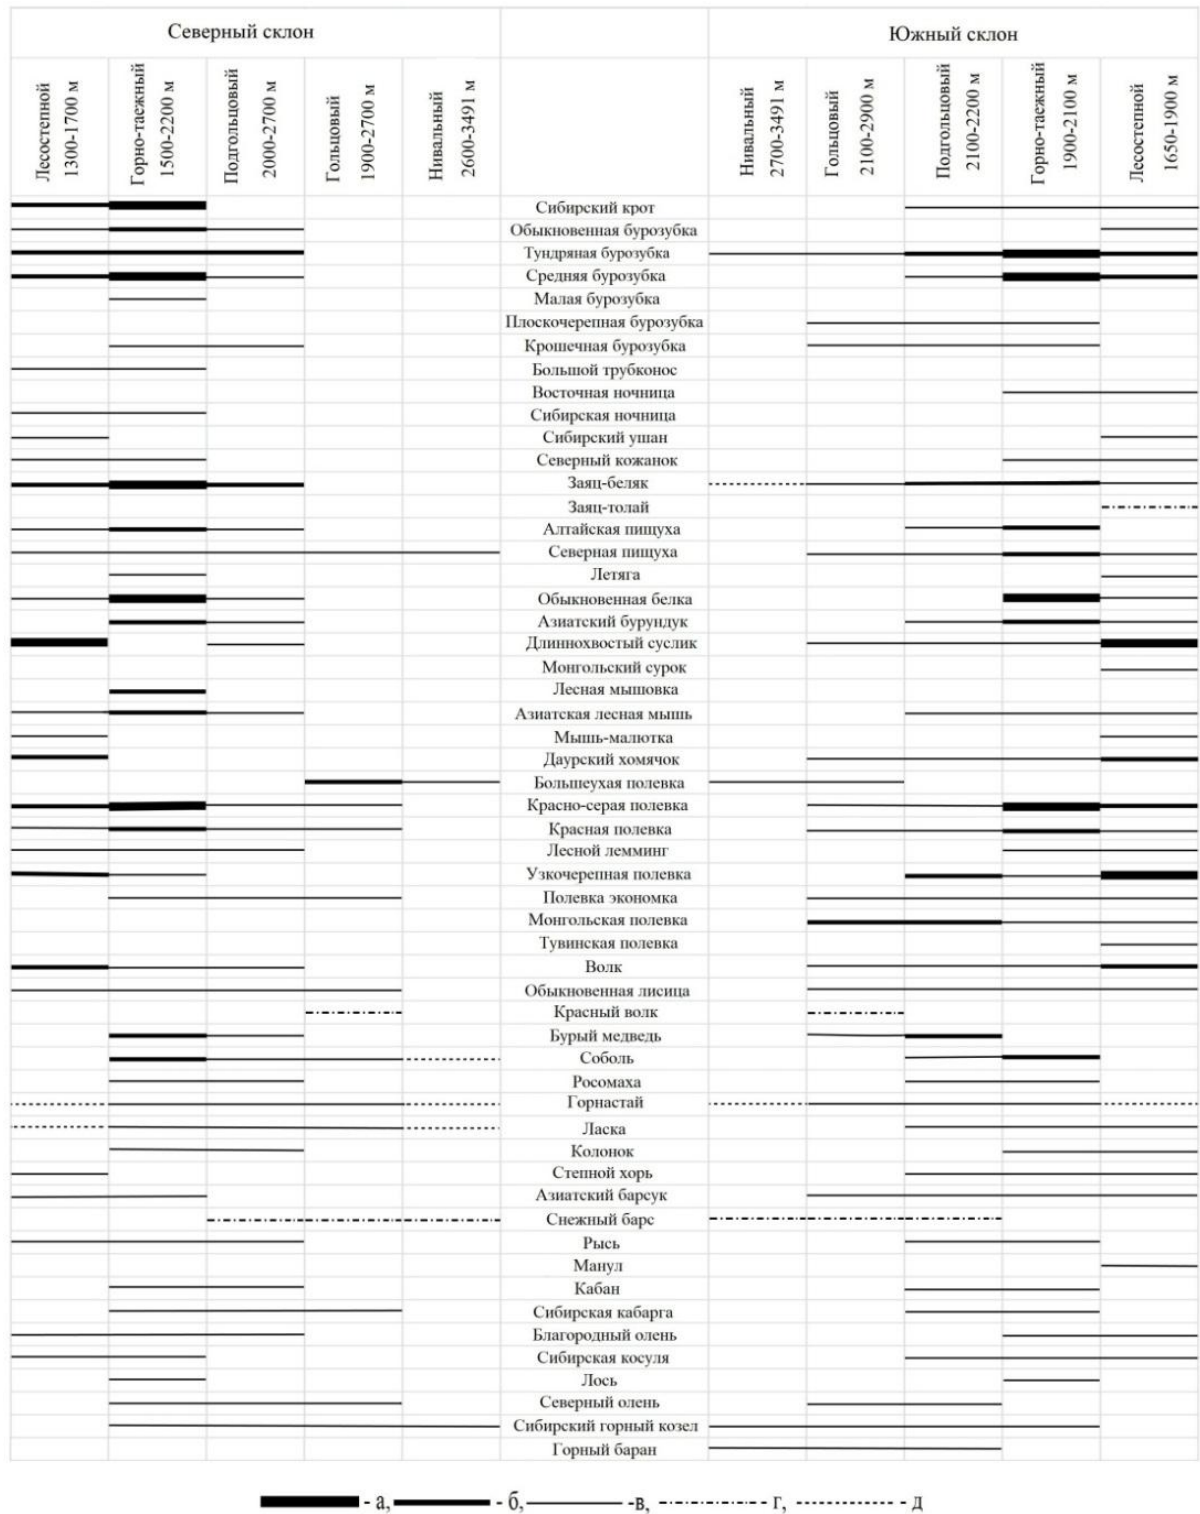 Северный склон
Южный склон
Лесостепной
1300-1700 м
Горно-таежный
1500-2200 м
Подгольцовый
2000-2700 м
Гольцовый
1900-2700 м
Нивальный
2600-3491 м
Нивальный
2700-3491 м
Гольцовый
2100-2900 м
Подгольцовый
2100-2200 м
Горно-таежный
1900-2100 м
Лесостепной
1650-1900 м
Сибирский крот
Обыкновенная бурозубка
Тундряная бурозубка
Средняя бурозубка
Малая бурозубка
Плоскочерепная бурозубка
Крошечная бурозубка
Большой трубконос
Восточная ночница
Сибирская ночница
Сибирский ушан
Северный кожанок
Заяц-беляк
Заяц-толай
Алтайская пищуха
Северная пищуха
Летяга
Обыкновенная белка
Азиатский бурундук
Длиннохвостый суслик
Монгольский сурок
Лесная мышовка
Азиатская лесная мышь
Мышь-малютка
Даурский хомячок
Большеухая полевка
Красно-серая полевка
Красная полевка
Лесной лемминг
Узкочерепная полевка
Полевка экономка
Монгольская полевка
Тувинская полевка
Волк
Обыкновенная лисица
Красный волк
Бурый медведь
Соболь
Росомаха
Горностай
Ласка
Колонок
Степной хорь
Азиатский барсук
Снежный барс
Рысь
Манул
Кабан
Сибирская кабарга
Благородный олень
Сибирская косуля
Лось
Северный олень
Сибирский горный козел
Горный баран
- а, - б, -в, - г, - д